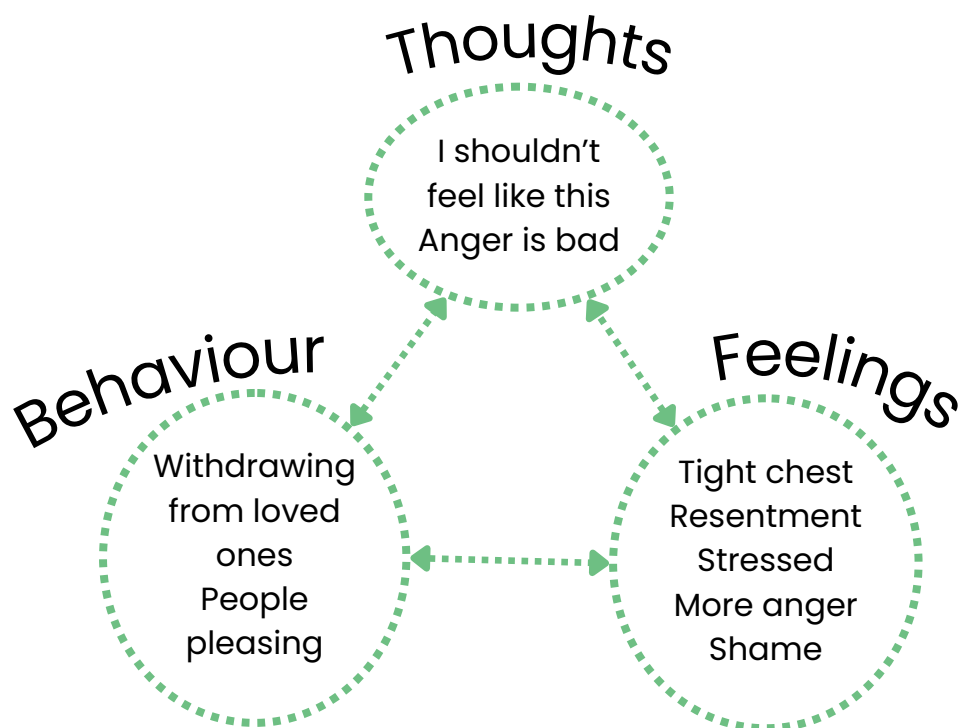 Thoughts
I shouldn’t
feel like this
Anger is bad
Behaviour
Withdrawing
from loved
ones
People
pleasing
Feelings
Tight chest
Resentment
Stressed
More anger
Shame